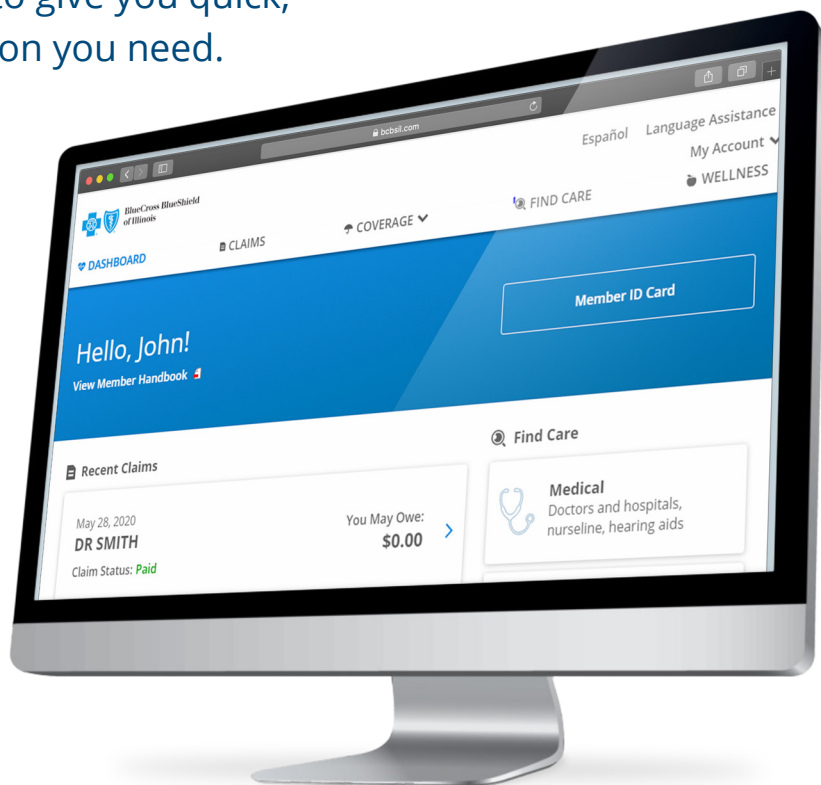 to give you quick,
on you need.
bcbsil.com
Español Language Assistance
My Account
BlueCross BlueShield
of Illinois
DASHBOARD CLAIMS COVERAGE FIND CARE WELLNESS
Hello, John!
View Member Handbook
Member ID Card
Recent Claims
May 28, 2020
DR SMITH
Claim Status: Paid
You May Owe:
$0.00
Find Care
Medical
Doctors and hospitals,
nurseline, hearing aids